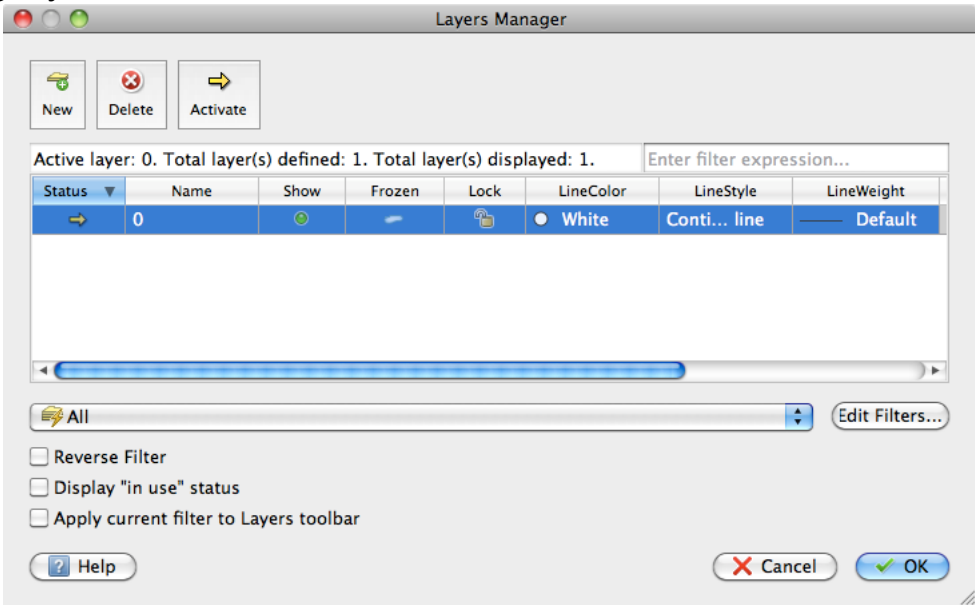 Layers Manager
New Delete Activate
Active layer: 0. Total layer(s) defined: 1. Total layer(s) displayed: 1. Enter filter expression...
Status Name Show Frozen Lock LineColor LineStyle LineWeight
0 White Conti... line Default
All Edit Filters...
Reverse Filter
Display "in use" status
Apply current filter to Layers toolbar
? Help Cancel OK